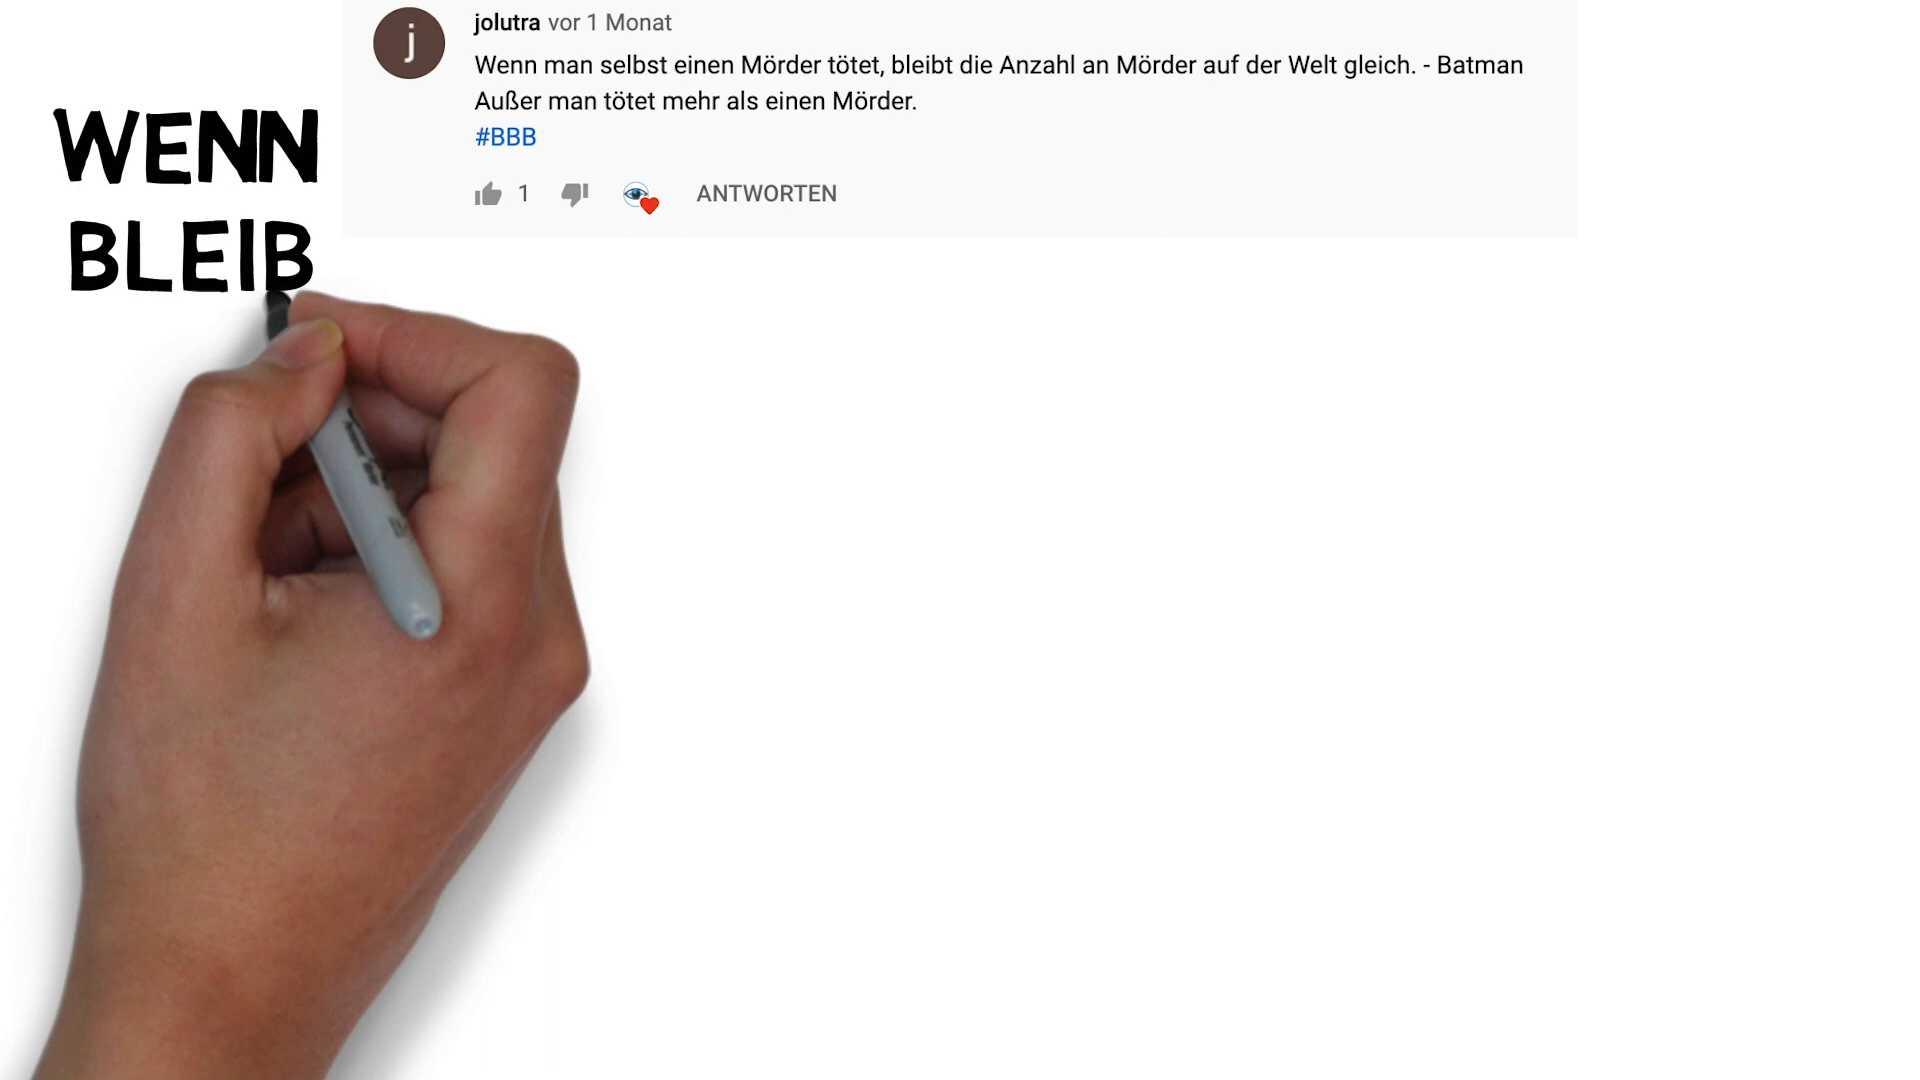 jolutra vor 1 Monat
Wenn man selbst einen Mörder tötet, bleibt die Anzahl an Mörder auf der Welt gleich. - Batman
Außer man tötet mehr als einen Mörder.
#BBB
1 ANTWORTEN
WENN
BLEIB
j